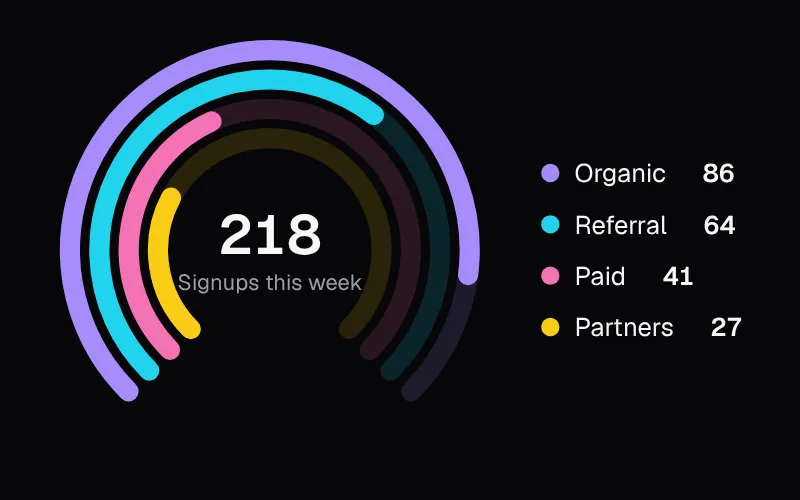 218
Signups this week
Organic 86
Referral 64
Paid 41
Partners 27